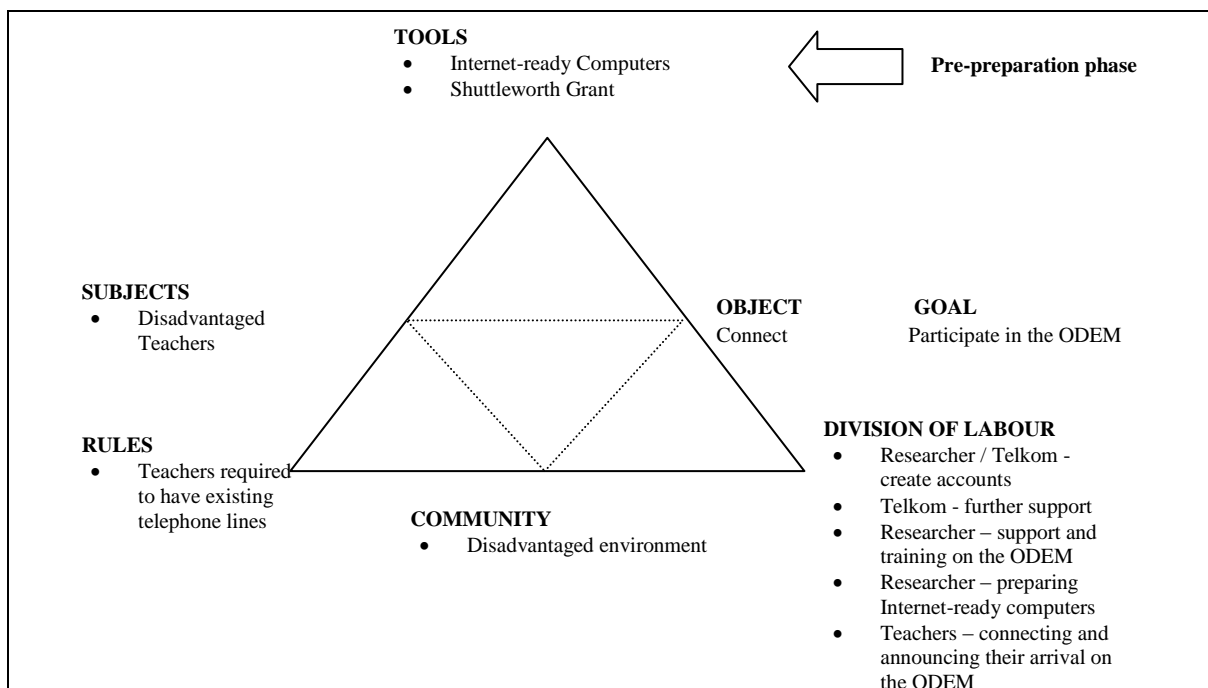 TOOLS
• Internet-ready Computers
• Shuttleworth Grant
Pre-preparation phase
SUBJECTS
• Disadvantaged
Teachers
OBJECT
Connect
GOAL
Participate in the ODEM
RULES
• Teachers required
to have existing
telephone lines
COMMUNITY
• Disadvantaged environment
DIVISION OF LABOUR
• Researcher / Telkom -
create accounts
• Telkom - further support
• Researcher – support and
training on the ODEM
• Researcher – preparing
Internet-ready computers
• Teachers – connecting and
announcing their arrival on
the ODEM